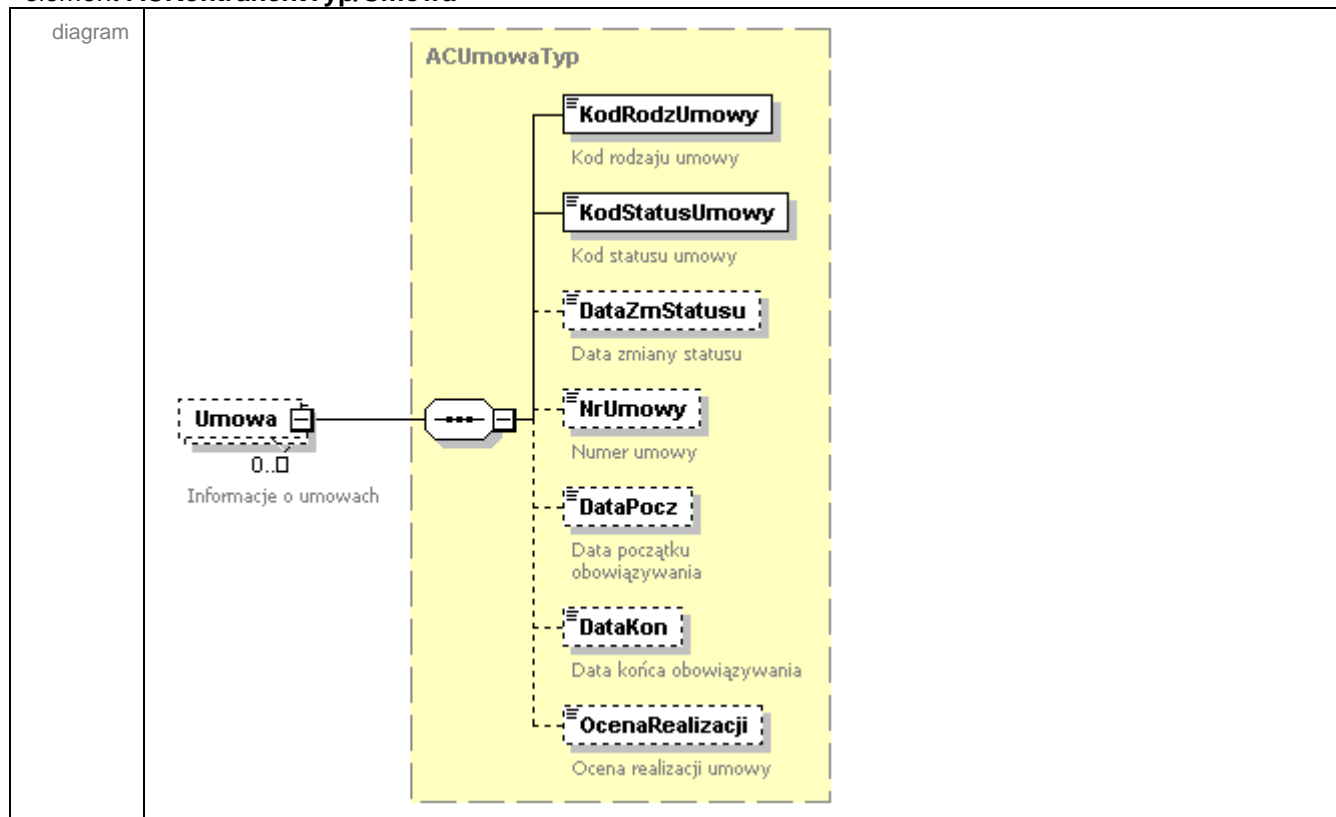 diagram
ACUmowaTyp
KodRodzUmowy
Kod rodzaju umowy
KodStatusUmowy
Kod statusu umowy
DataZmStatusu
Data zmiany statusu
NrUmowy
Numer umowy
Umowa
0..
Informacje o umowach
DataPocz
Data początku
obowiązywania
DataKon
Data końca obowiązywania
OcenaRealizacji
Ocena realizacji umowy